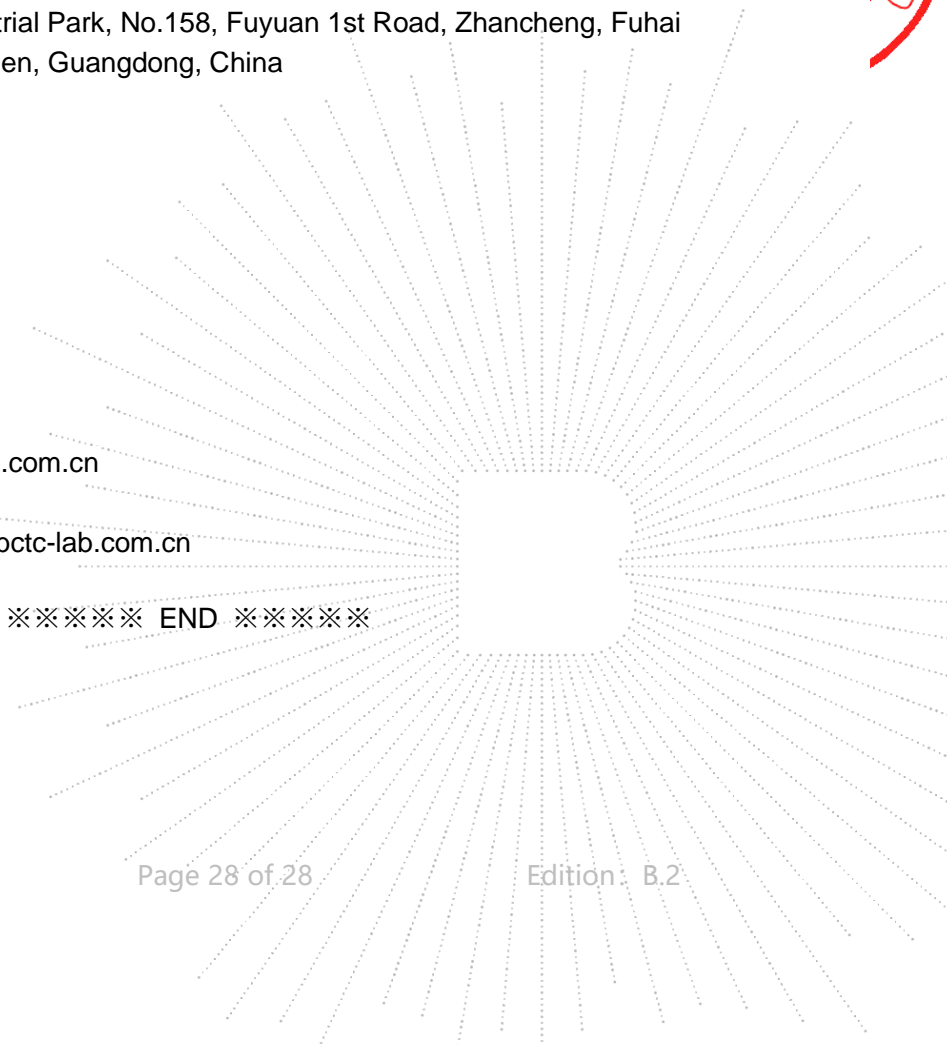 trial Park, No.158, Fuyuan 1st Road, Zhancheng, Fuhai
en, Guangdong, China
.com.cn
bctc-lab.com.cn
※※※※※ END ※※※※※
Page 28 of 28 Edition： B.2